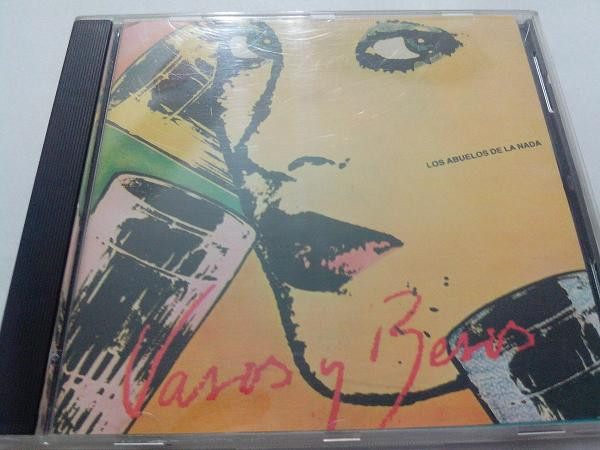 LOS ABUELOS DE LA NADA
Vasos y Besos